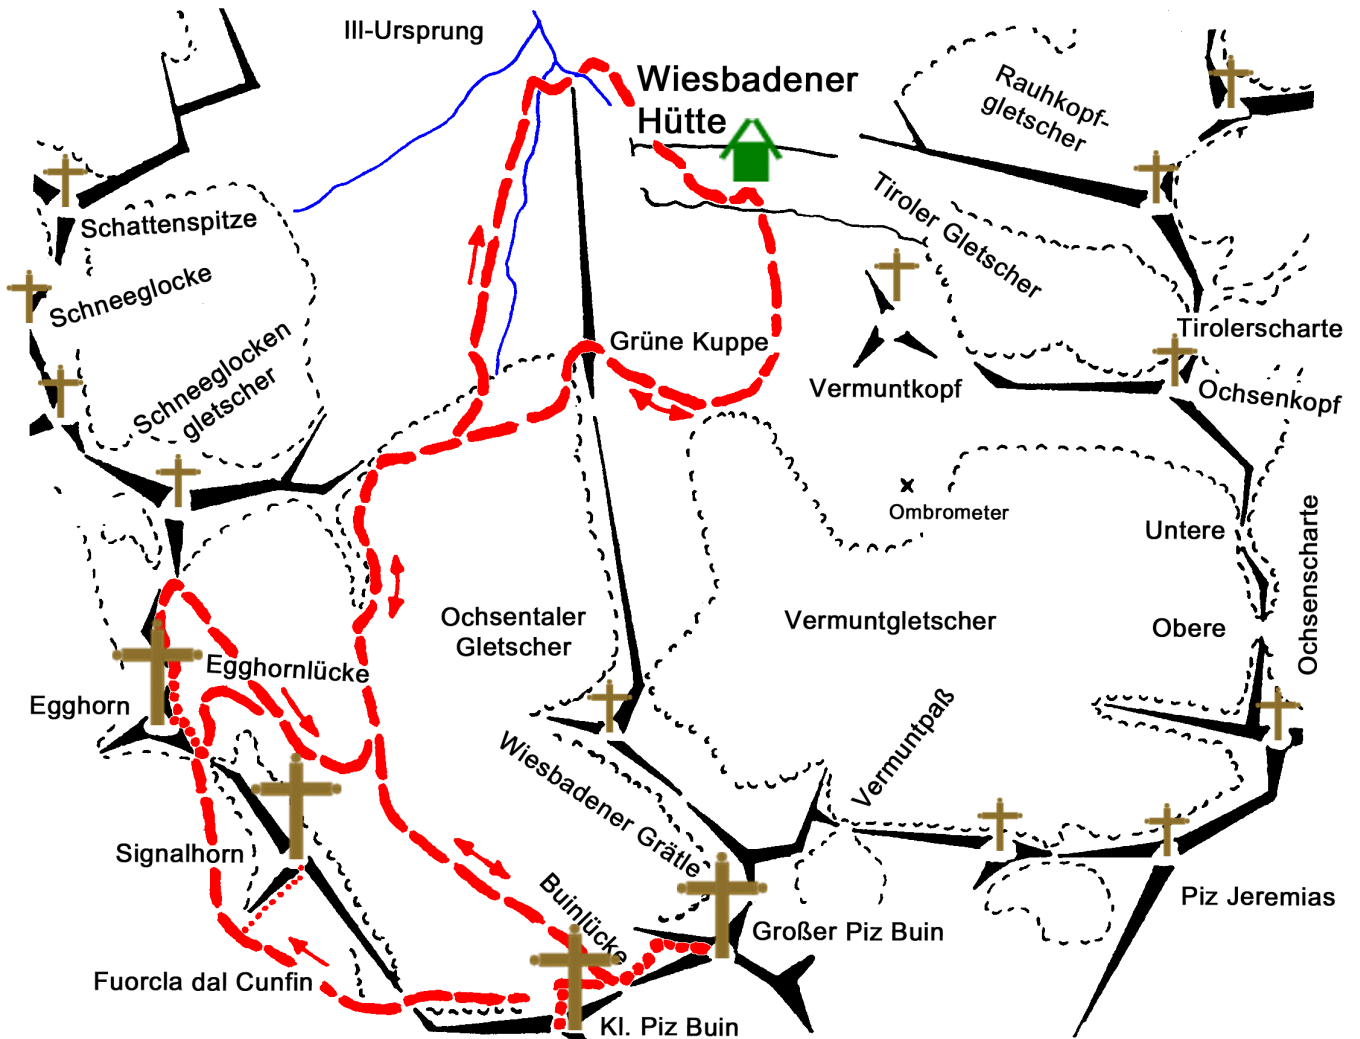 Ill-Ursprung
Wiesbadener
Hütte
Rauhkopf-
gletscher
Schattenspitze
Tiroler Gletscher
Schneeglocke
Tirolerscharte
Grüne Kuppe
Schneeglocken
gletscher
Vermuntkopf
Ochsenkopf
Ombrometer
Untere
Ochsenscharte
Ochsentaler
Gletscher
Vermuntgletscher
Obere
Egghornlücke
Egghorn
Vermuntpaß
Wiesbadener Grätle
Signalhorn
Buinlücke
Piz Jeremias
Großer Piz Buin
Fuorcla dal Cunfin
Kl. Piz Buin